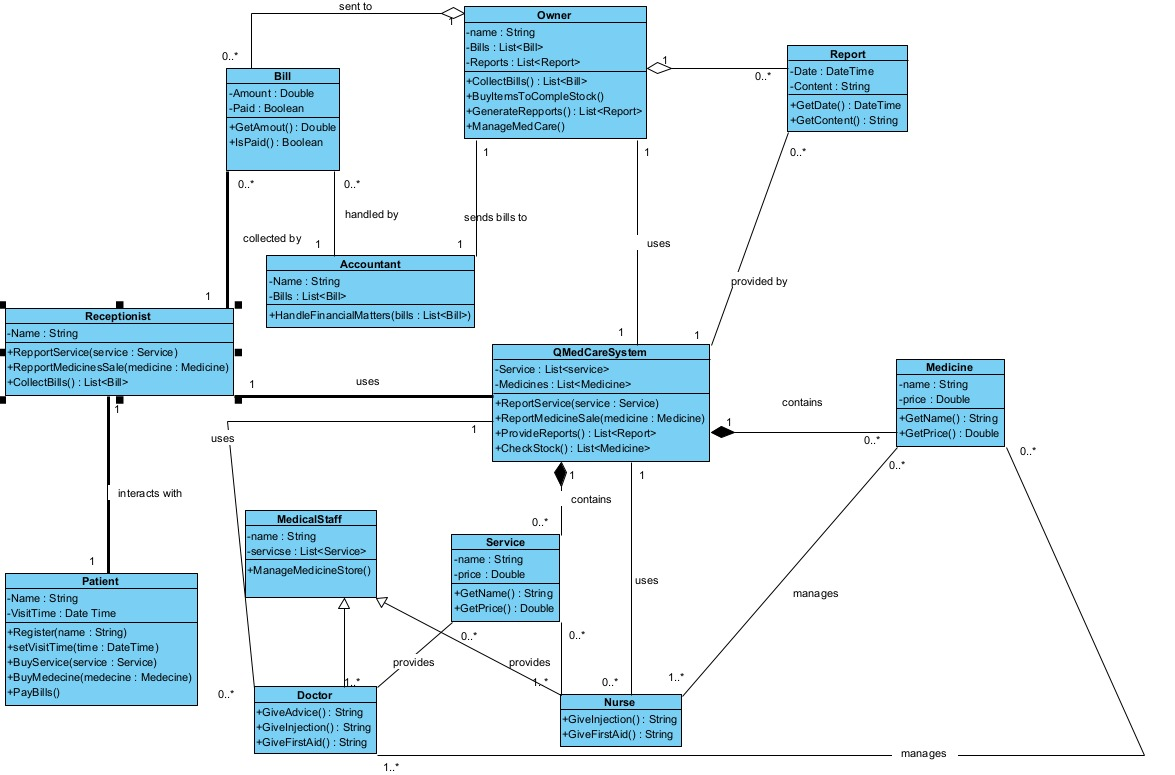 sent to
1
0..*
Owner
-name : String
-Bills : List<Bill>
-Reports : List<Report>
+CollectBills() : List<Bill>
+BuyItemsToCompleStock()
+GenerateRepports() : List<Report>
+ManageMedCare()
1
0..*
Report
-Date : DateTime
-Content : String
+GetDate() : DateTime
+GetContent() : String
Bill
-Amount : Double
-Paid : Boolean
+GetAmout() : Double
+IsPaid() : Boolean
0..*
0..*
1
1
0..*
handled by
sends bills to
collected by
1
1
uses
Accountant
-Name : String
-Bills : List<Bill>
+HandleFinancialMatters(bills : List<Bill>)
provided by
1
1
1
Receptionist
-Name : String
+RepportService(service : Service)
+RepportMedicinesSale(medicine : Medicine)
+CollectBills() : List<Bill>
1
uses
1
QMedCareSystem
-Service : List<service>
-Medicines : List<Medicine>
+ReportService(service : Service)
+ReportMedicineSale(medicine : Medicine)
+ProvideReports() : List<Report>
+CheckStock() : List<Medicine>
1
contains
0..*
Medicine
-name : String
-price : Double
+GetName() : String
+GetPrice() : Double
0..*
0..*
uses
1
1
contains
0..*
1
interacts with
1
MedicalStaff
-name : String
-servicse : List<Service>
+ManageMedicineStore()
Service
-name : String
-price : Double
+GetName() : String
+GetPrice() : Double
uses
manages
Patient
-Name : String
-VisitTime : Date Time
+Register(name : String)
+setVisitTime(time : DateTime)
+BuyService(service : Service)
+BuyMedecine(medecine : Medecine)
+PayBills()
0..*
0..*
provides
provides
0..*
1..*
1..*
0..*
1..*
Doctor
+GiveAdvice() : String
+GiveInjection() : String
+GiveFirstAid() : String
Nurse
+GiveInjection() : String
+GiveFirstAid() : String
manages
1..*